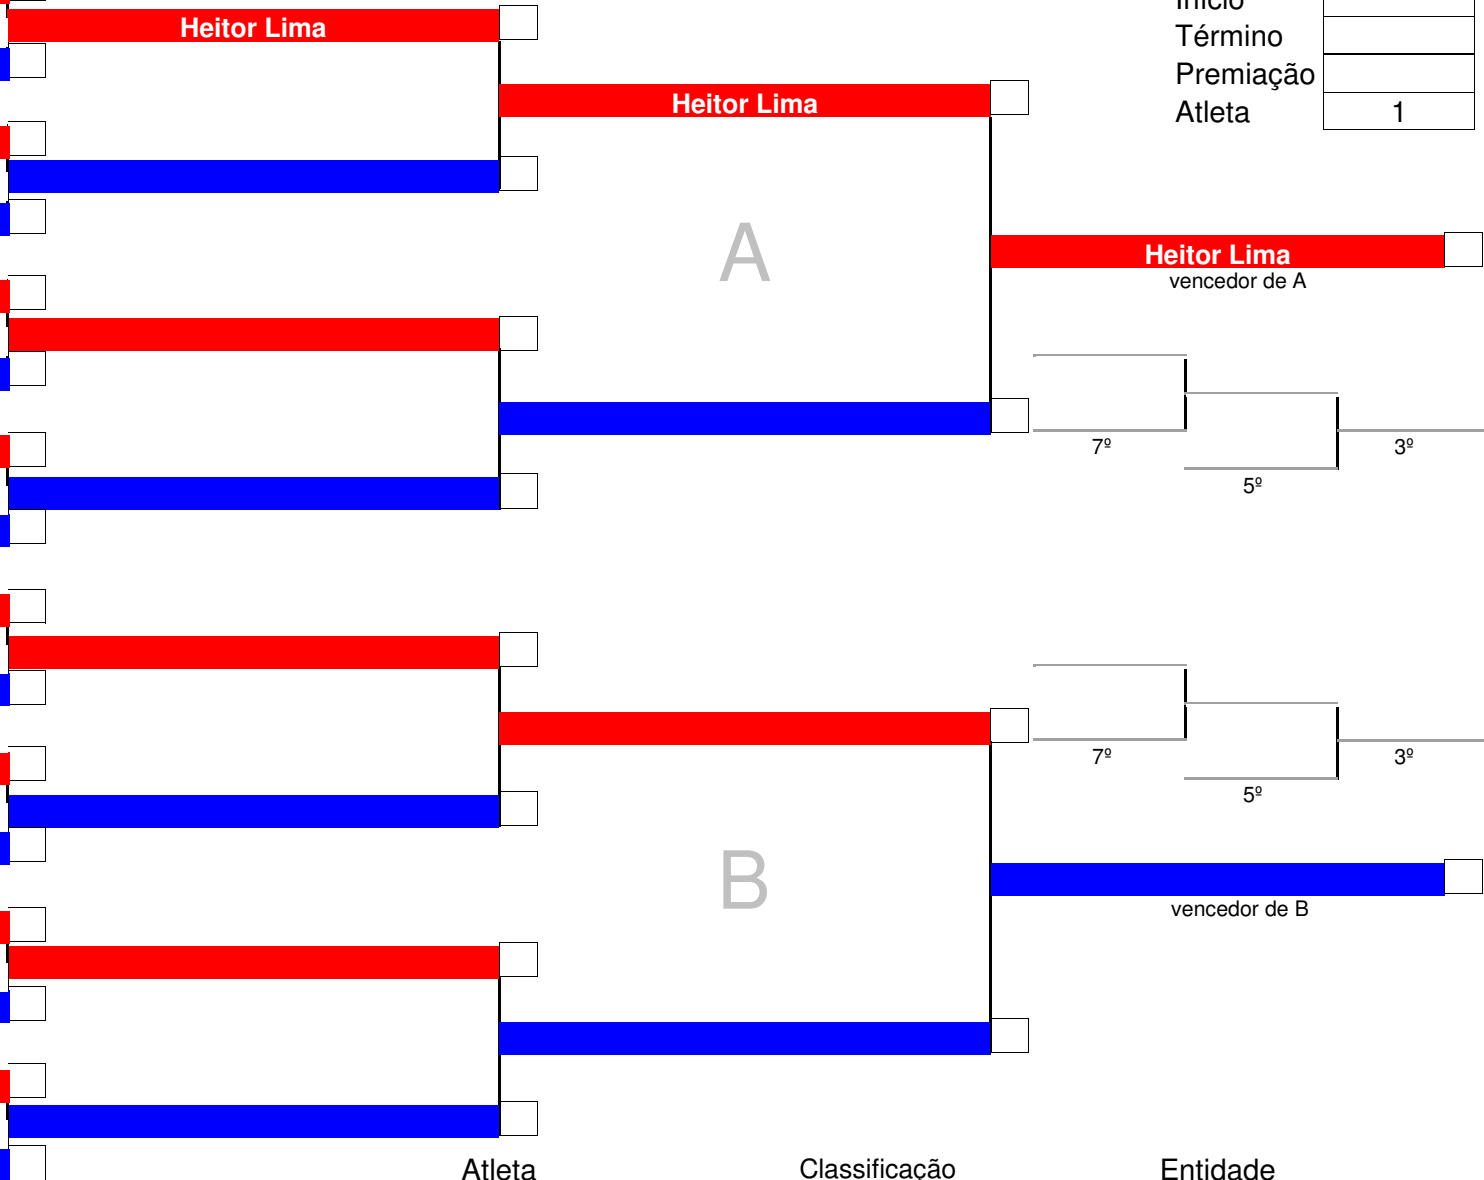 Início
Heitor Lima
Término
Premiação
Heitor Lima
Atleta 1
A
Heitor Lima
vencedor de A
7º
3º
5º
7º
3º
5º
B
vencedor de B
Atleta Classificação Entidade